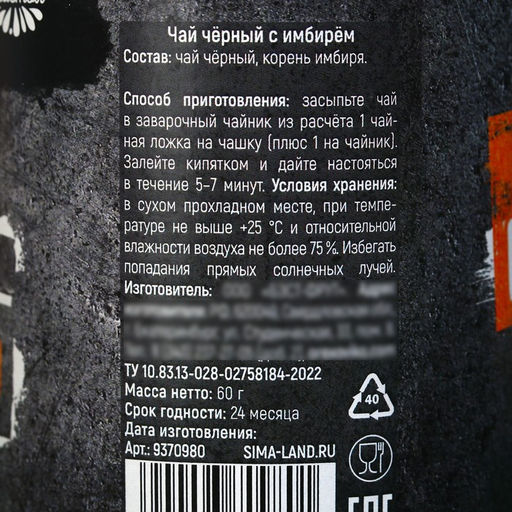 Чай чёрный с имбирём
Состав: чай чёрный, корень имбиря.
Способ приготовления: засыпьте чай
в заварочный чайник из расчёта 1 чай-
ная ложка на чашку (плюс 1 на чайник).
Залейте кипятком и дайте настояться
в течение 5–7 минут. Условия хранения:
в сухом прохладном месте, при темпе-
ратуре не выше +25 °C и относительной
влажности воздуха не более 75 %. Избегать
попадания прямых солнечных лучей.
Изготовитель:
ТУ 10.83.13-028-02758184-2022
Масса нетто: 60 г
Срок годности: 24 месяца
Дата изготовления:
Арт.: 9370980 SIMA-LAND.RU
40